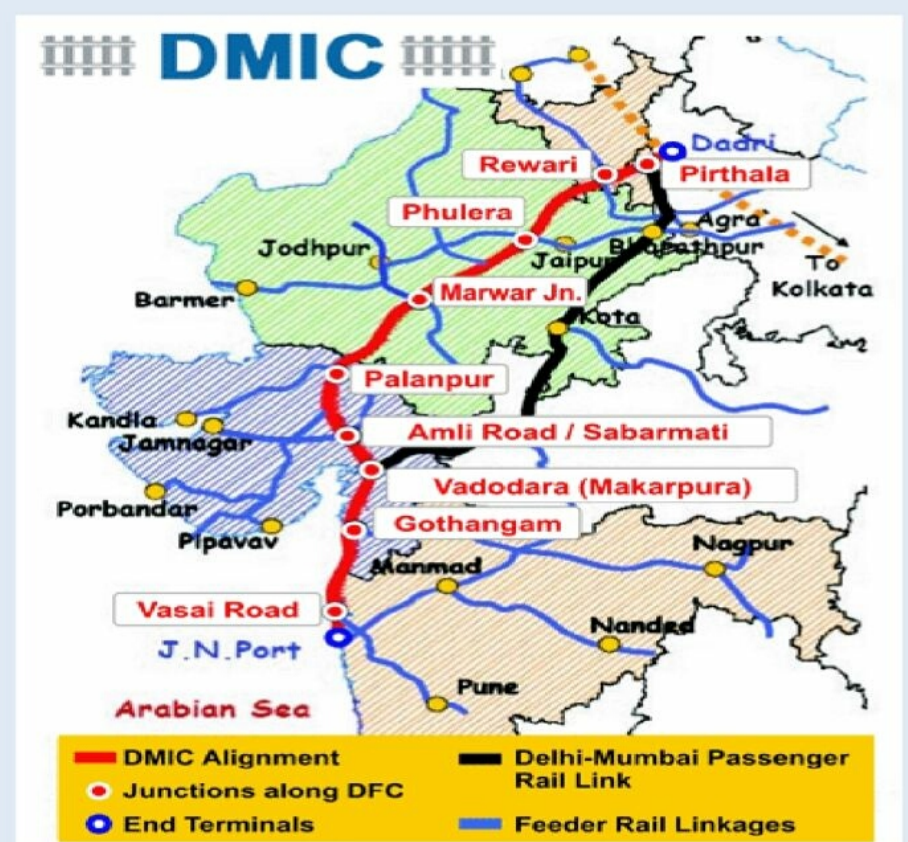 DMIC
Dadri
Rewari
Pirthala
Phulera
Agra
Jodhpur
Jaipur
Bharathpur
To
Kolkata
Barmer
Marwar Jn.
Kota
Palanpur
Kandla
Jamnagar
Amli Road / Sabarmati
Vadodara (Makarpura)
Porbandar
Gothangam
Pipavav
Manmad
Nagpur
Vasai Road
Nanded
J.N.Port
Pune
Arabian Sea
DMIC Alignment
Delhi-Mumbai Passenger
Rail Link
Junctions along DFC
End Terminals
Feeder Rail Linkages